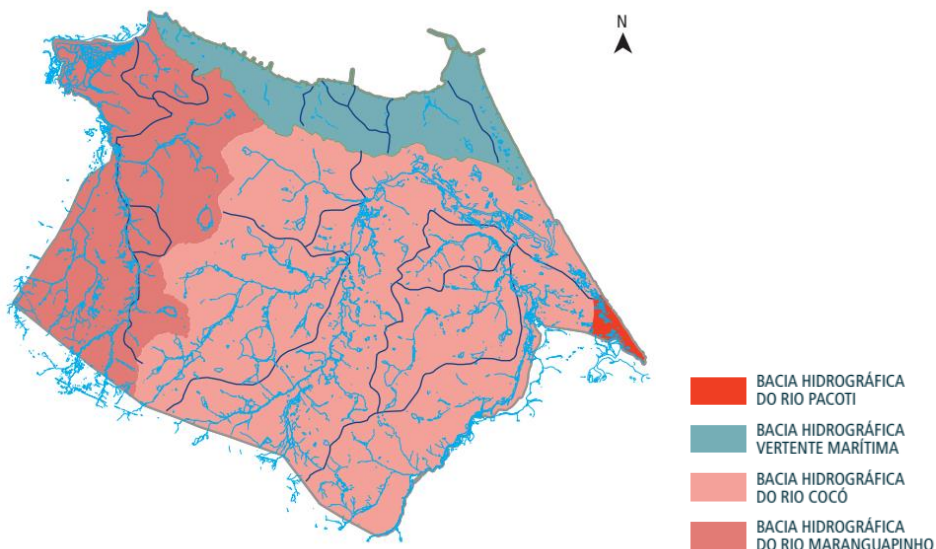 N
BACIA HIDROGRÁFICA
DO RIO PACOTI
BACIA HIDROGRÁFICA
VERTENTE MARÍTIMA
BACIA HIDROGRÁFICA
DO RIO COCÓ
BACIA HIDROGRÁFICA
DO RIO MARANGUAPINHO